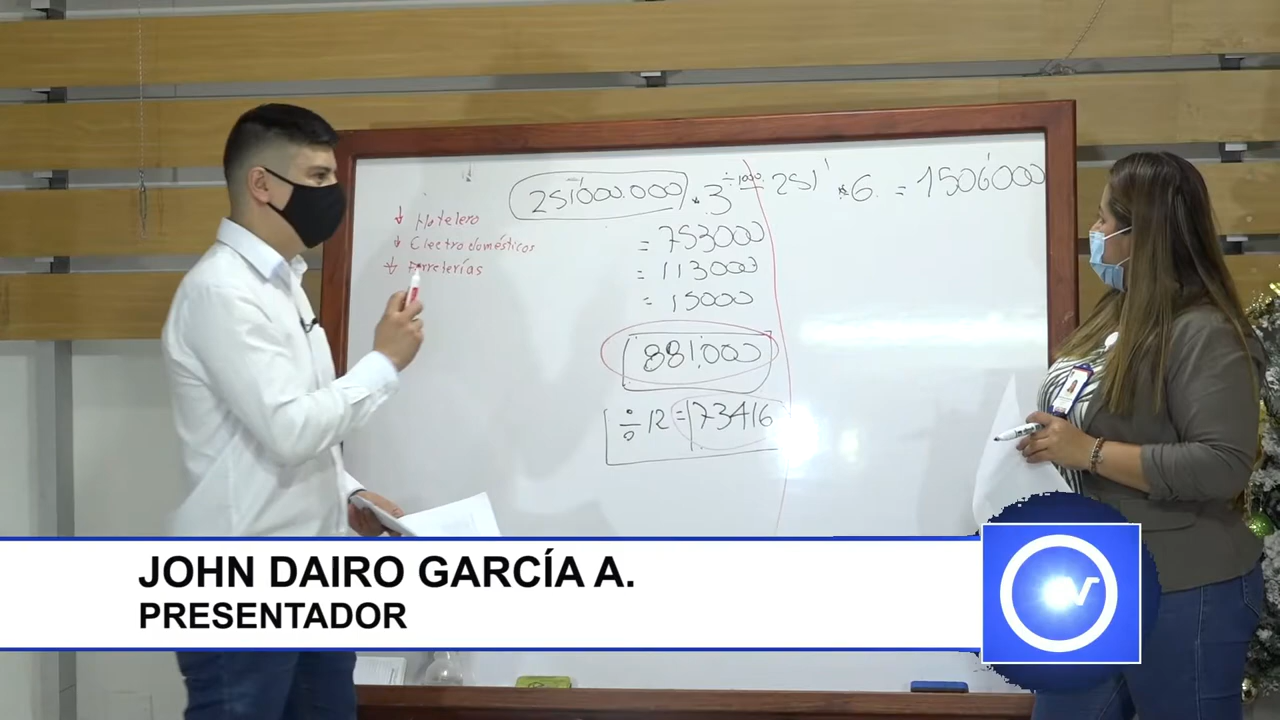 251'000.000 * 3 ÷1000 251' * 6. = 1506'000
↓ Hotelero
↓ Electrodomésticos
↓ Ferreterías
= 753000
= 113000
= 15000
881.000
÷ 12 = 73416
JOHN DAIRO GARCÍA A.
PRESENTADOR